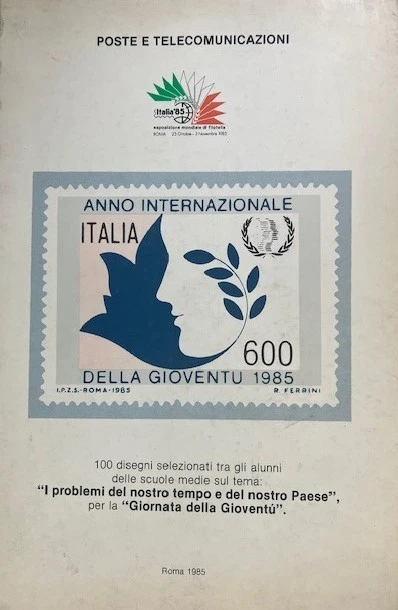 POSTE E TELECOMUNICAZIONI
Italia'85
esposizione mondiale di filatelia
ROMA 25 Ottobre - 3 Novembre 1985
ANNO INTERNAZIONALE
ITALIA
600
DELLA GIOVENTU 1985
I.P.Z.S.-ROMA-1985 R. FERRINI
100 disegni selezionati tra gli alunni
delle scuole medie sul tema:
“I problemi del nostro tempo e del nostro Paese”,
per la “Giornata della Gioventú”.
Roma 1985